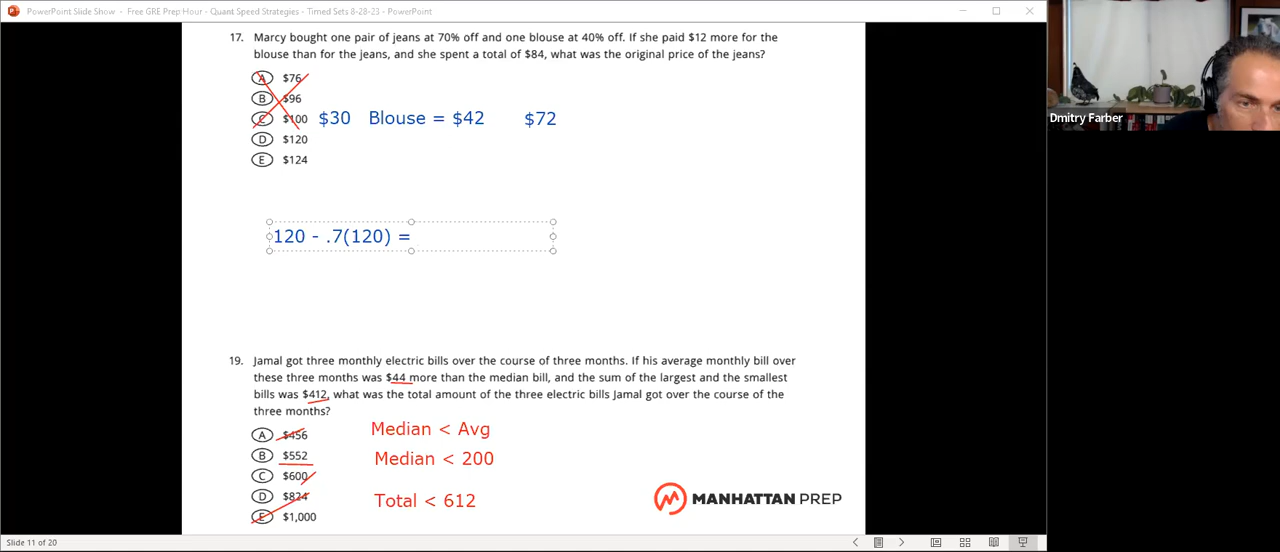 PowerPoint Slide Show - Free GRE Prep Hour - Quant Speed Strategies - Timed Sets 8-28-23 - PowerPoint
17. Marcy bought one pair of jeans at 70% off and one blouse at 40% off. If she paid $12 more for the
blouse than for the jeans, and she spent a total of $84, what was the original price of the jeans?
A $76
B $96
C $100 $30 Blouse = $42 $72
D $120
E $124
Dmitry Farber
120 - .7(120) =
19. Jamal got three monthly electric bills over the course of three months. If his average monthly bill over
these three months was $44 more than the median bill, and the sum of the largest and the smallest
bills was $412, what was the total amount of the three electric bills Jamal got over the course of the
three months?
A $456 Median < Avg
B $552 Median < 200
C $600
D $824 Total < 612
E $1,000
MANHATTAN PREP
Slide 11 of 20